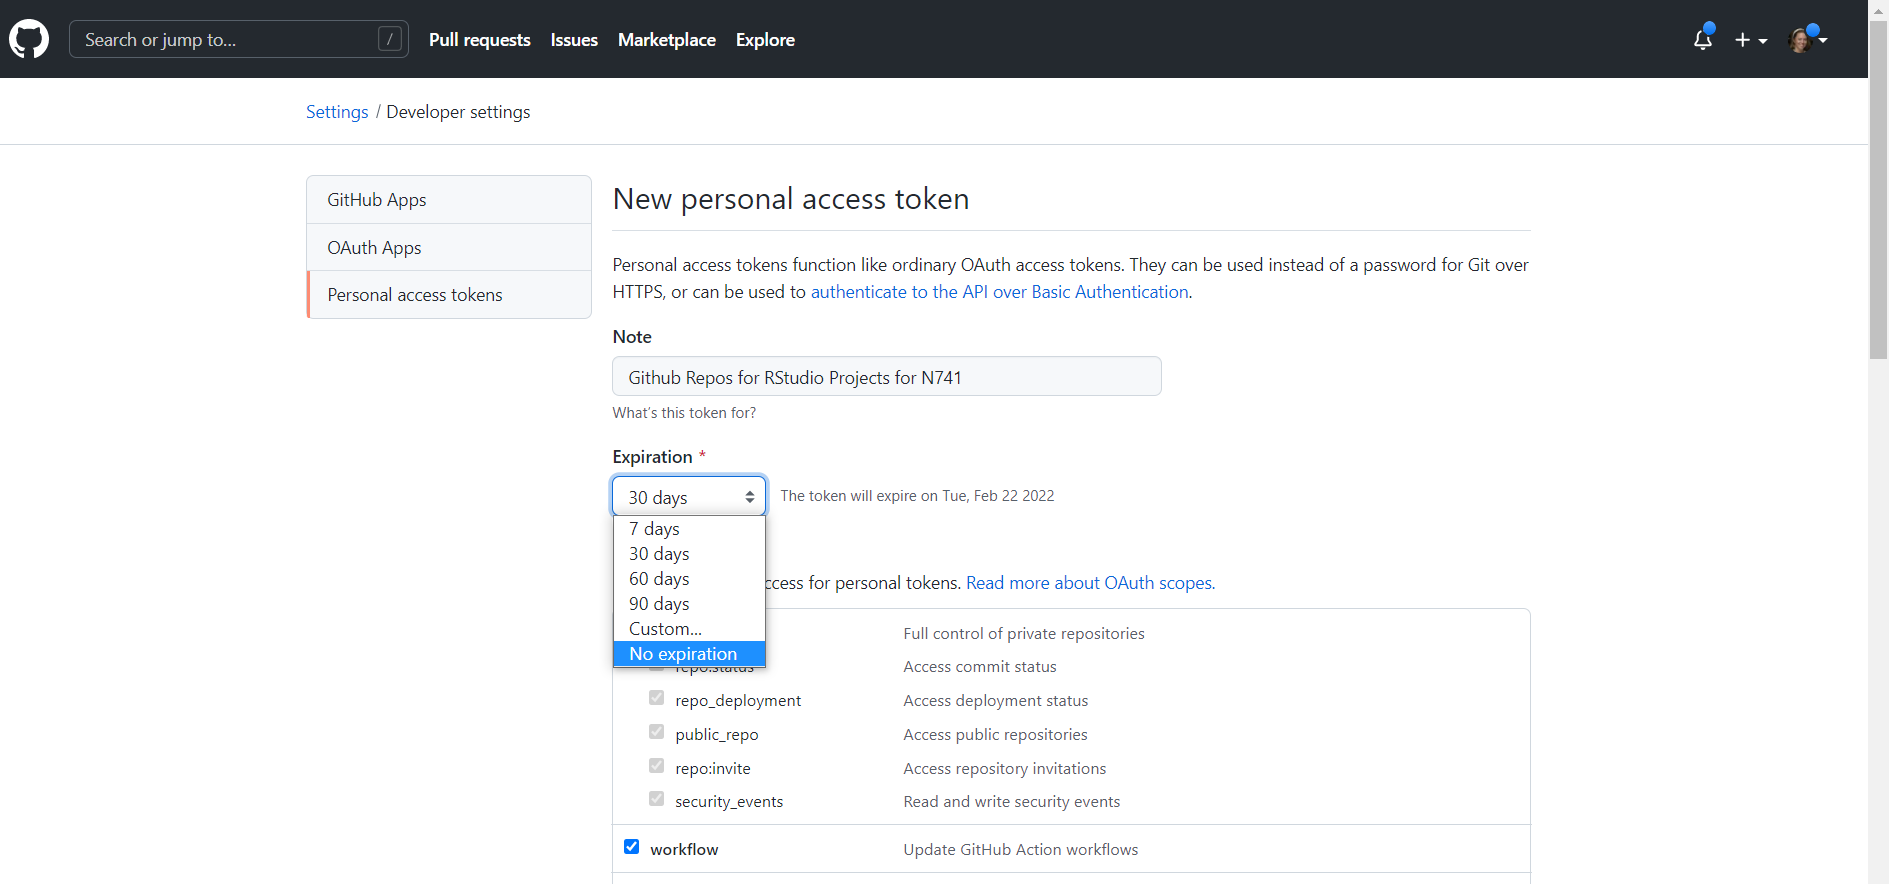 Search or jump to... /
Pull requests Issues Marketplace Explore
Settings / Developer settings
GitHub Apps
OAuth Apps
Personal access tokens
New personal access token
Personal access tokens function like ordinary OAuth access tokens. They can be used instead of a password for Git over
HTTPS, or can be used to authenticate to the API over Basic Authentication.
Note
Github Repos for RStudio Projects for N741
What's this token for?
Expiration *
30 days The token will expire on Tue, Feb 22 2022
7 days
30 days
60 days
90 days
Custom...
No expiration
for personal tokens. Read more about OAuth scopes.
Full control of private repositories
repo:status Access commit status
repo_deployment Access deployment status
public_repo Access public repositories
repo:invite Access repository invitations
security_events Read and write security events
workflow Update GitHub Action workflows